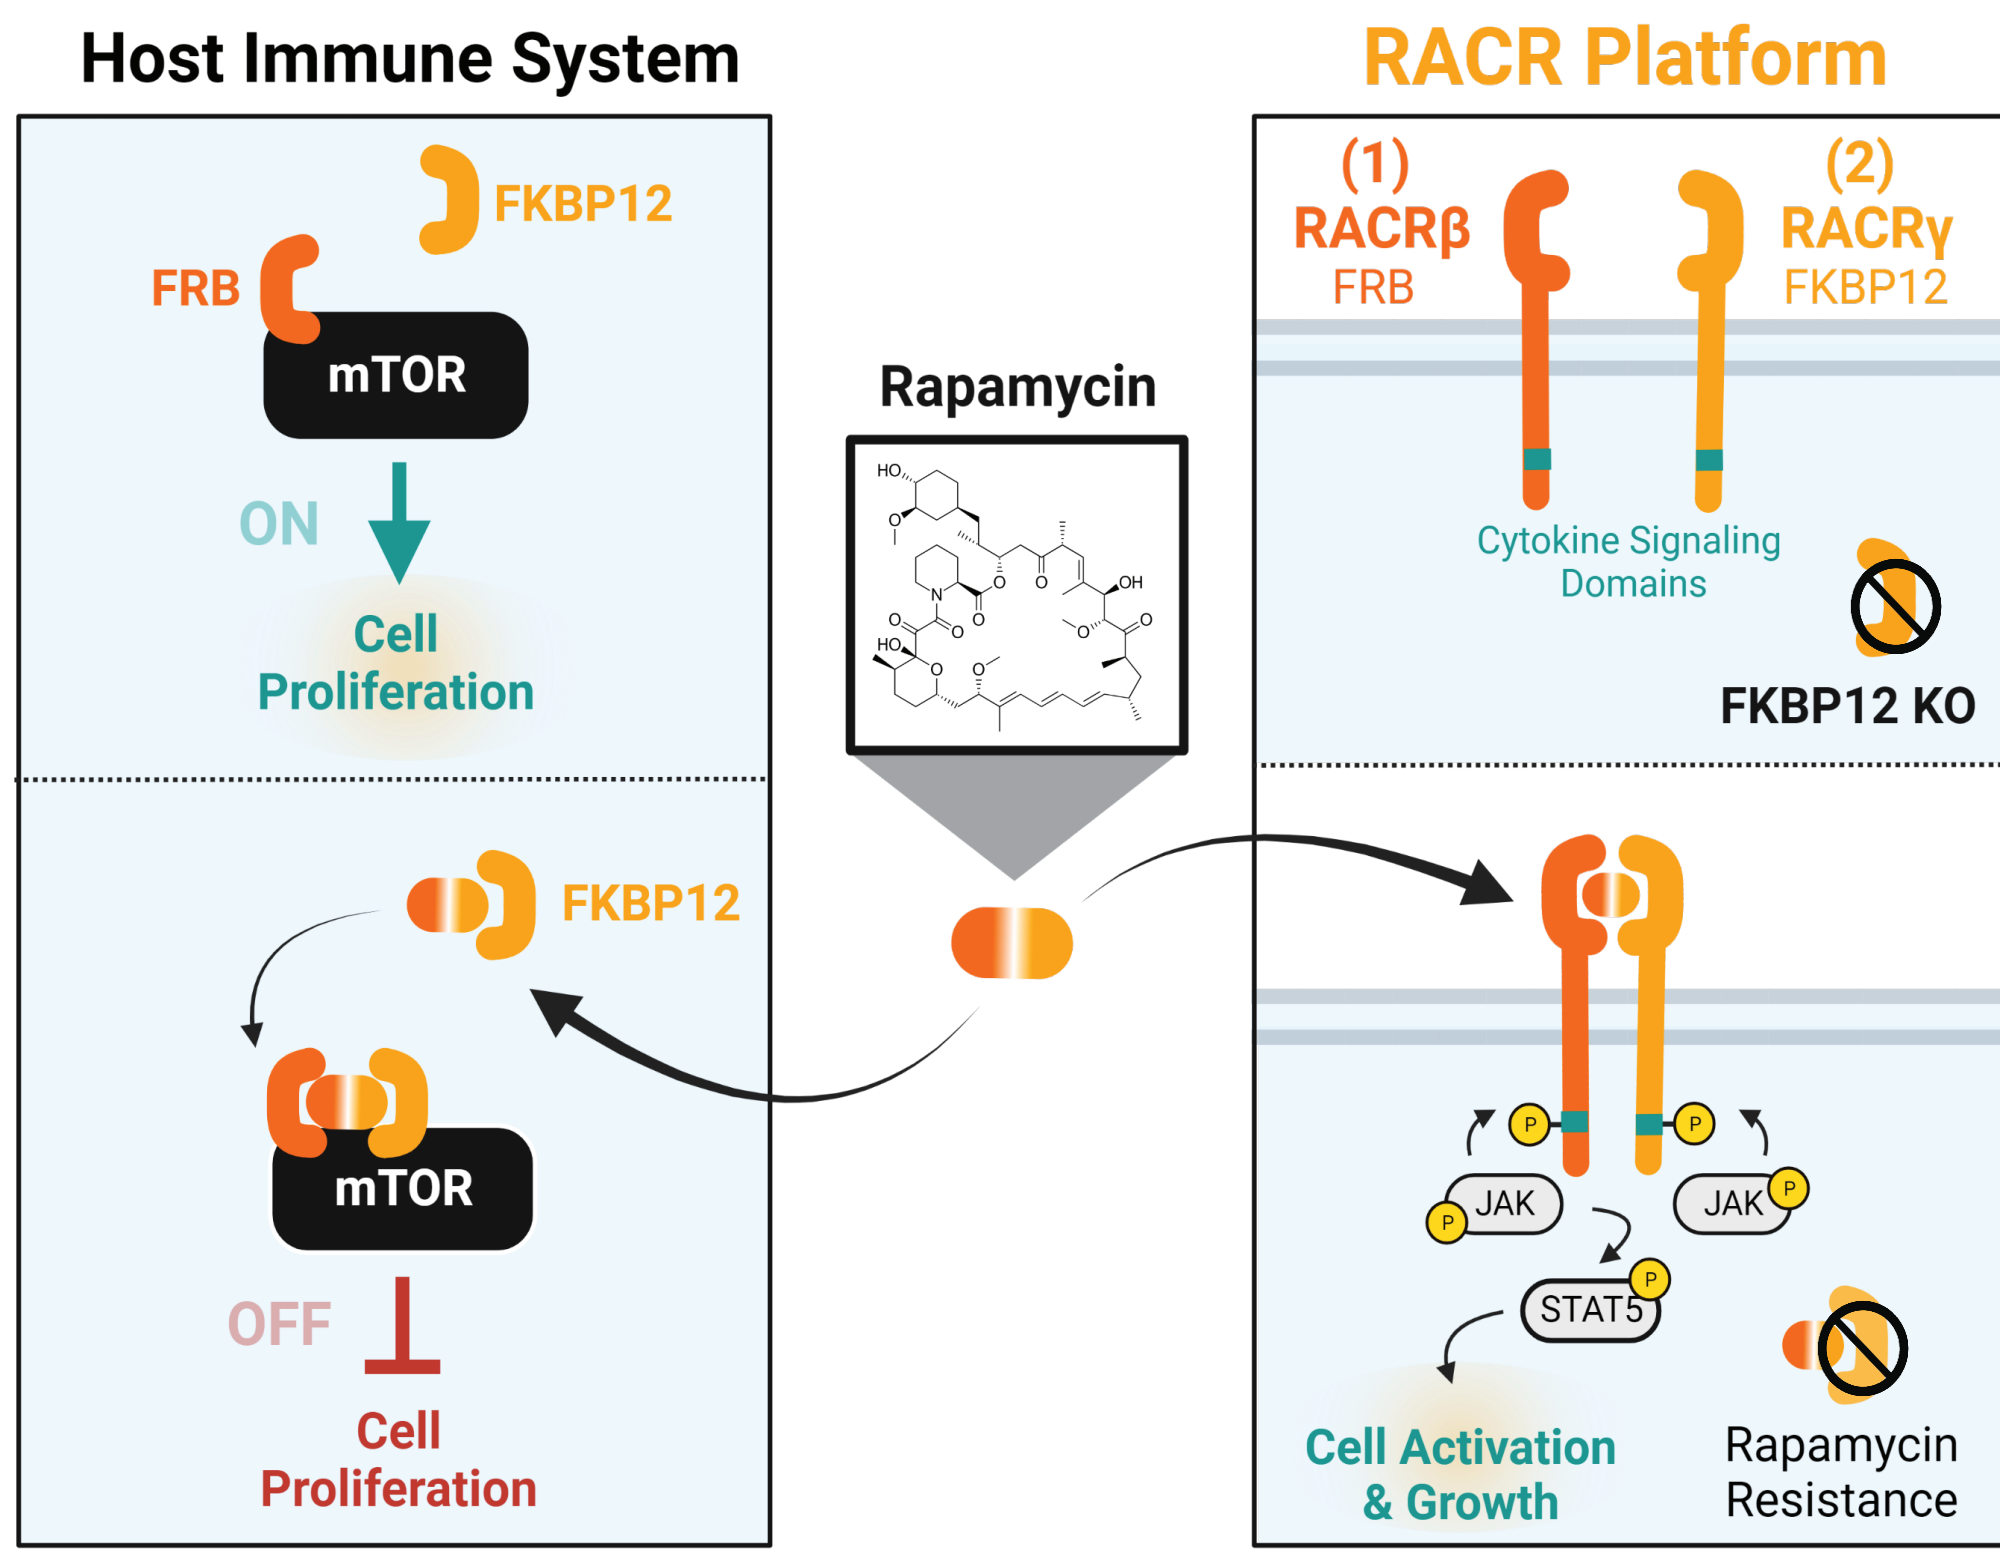 Host Immune System
FKBP12
FRB
mTOR
ON
Cell
Proliferation
FKBP12
mTOR
OFF
Cell
Proliferation
Rapamycin
HO
O
O
O
OH
N
O
O
O
O
O
O
HO
O
O
RACR Platform
(1)
RACRβ
FRB
(2)
RACRγ
FKBP12
Cytokine Signaling
Domains
FKBP12 KO
P
P
JAK
P
JAK
P
STAT5
P
Cell Activation
& Growth
Rapamycin
Resistance